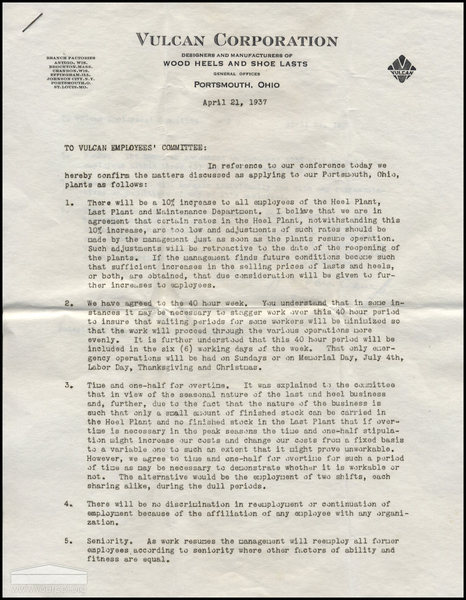 VULCAN CORPORATION
DESIGNERS AND MANUFACTURERS OF
WOOD HEELS AND SHOE LASTS
GENERAL OFFICES
PORTSMOUTH, OHIO
BRANCH FACTORIES
ANTIGO, WIS.
BROCKTON, MASS.
CRANDON, WIS.
EFFINGHAM, ILL.
JOHNSON CITY, N.Y.
PORTSMOUTH, O.
ST. LOUIS, MO.
VULCAN
April 21, 1937
TO VULCAN EMPLOYEES' COMMITTEE:
In reference to our conference today we
hereby confirm the matters discussed as applying to our Portsmouth, Ohio,
plants as follows:
1. There will be a 10% increase to all employees of the Heel Plant,
Last Plant and Maintenance Department. I believe that we are in
agreement that certain rates in the Heel Plant, notwithstanding this
10% increase, are too low and adjustments of such rates should be
made by the management just as soon as the plants resume operation.
Such adjustments will be retroactive to the date of the reopening of
the plants. If the management finds future conditions become such
that sufficient increases in the selling prices of lasts and heels,
or both, are obtained, that due consideration will be given to fur-
ther increases to employees.
2. We have agreed to the 40 hour week. You understand that in some in-
stances it may be necessary to stagger work over this 40 hour period
to insure that waiting periods for some workers will be minimized so
that the work will proceed through the various operations more
evenly. It is further understood that this 40 hour period will be
included in the six (6) working days of the week. That only emer-
gency operations will be had on Sundays or on Memorial Day, July 4th,
Labor Day, Thanksgiving and Christmas.
3. Time and one-half for overtime. It was explained to the committee
that in view of the seasonal nature of the last and heel business
and, further, due to the fact that the nature of the business is
such that only a small amount of finished stock can be carried in
the Heel Plant and no finished stock in the Last Plant that if over-
time is necessary in the peak seasons the time and one-half stipula-
tion might increase our costs and change our costs from a fixed basis
to a variable one to such an extent that it might prove unworkable.
However, we agree to time and one-half overtime for such a period
of time as may be necessary to demonstrate whether it is workable or
not. The alternative would be the employment of two shifts, each
sharing alike, during the dull periods.
4. There will be no discrimination in reemployment or continuation of
employment because of the affiliation of any employee with any organi-
zation.
5. Seniority. As work resumes the management will reemploy all former
employees according to seniority where other factors of ability and
fitness are equal.